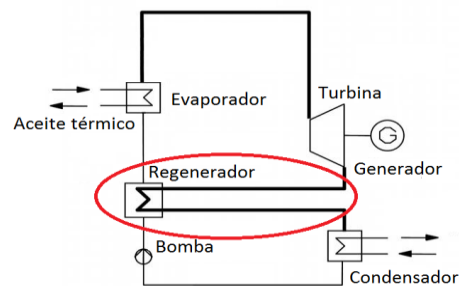 Turbina
Evaporador
Aceite térmico
G
Generador
Regenerador
Bomba
Condensador